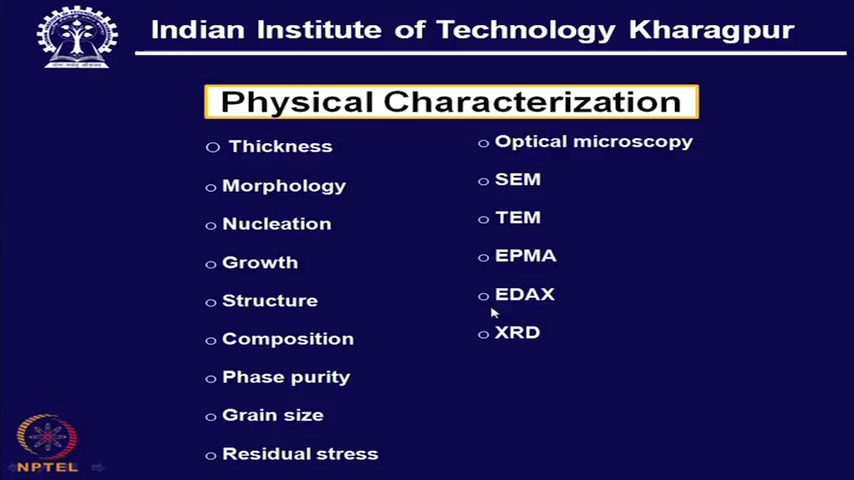 Indian Institute of Technology Kharagpur
Physical Characterization
Thickness
Morphology
Nucleation
Growth
Structure
Composition
Phase purity
Grain size
Residual stress
Optical microscopy
SEM
TEM
EPMA
EDAX
XRD
NPTEL